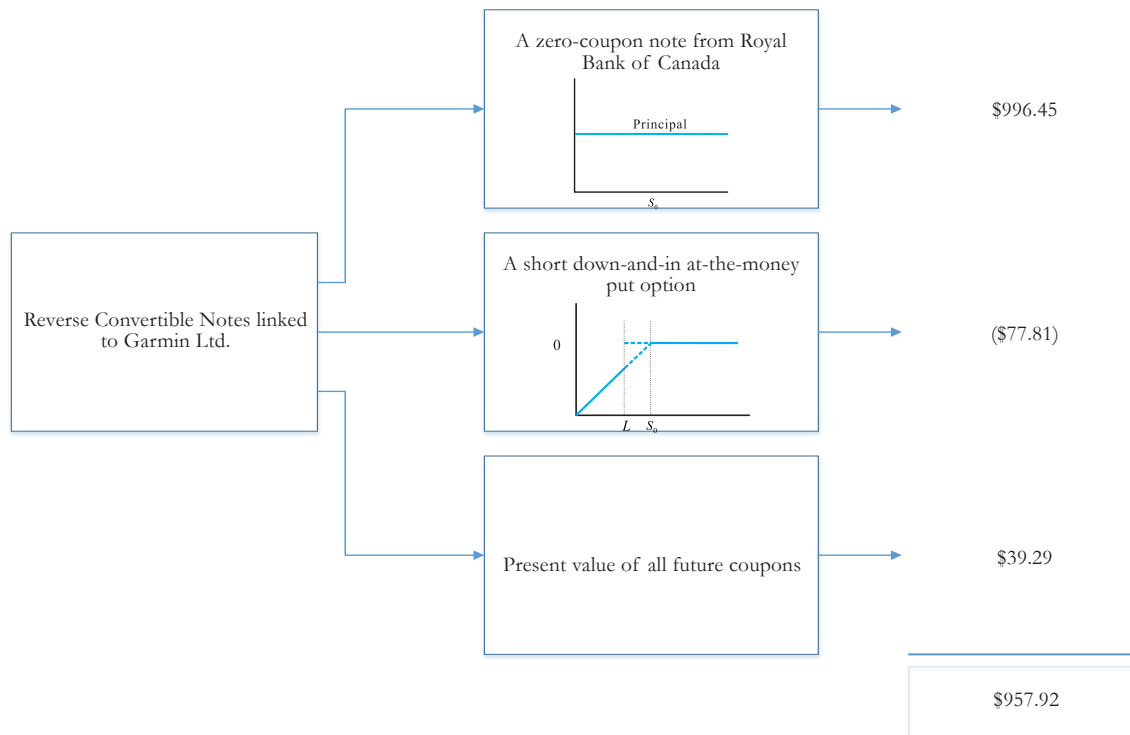 A zero-coupon note from Royal
Bank of Canada
Principal
S₀
$996.45
Reverse Convertible Notes linked
to Garmin Ltd.
A short down-and-in at-the-money
put option
0
L S₀
($77.81)
Present value of all future coupons
$39.29
$957.92